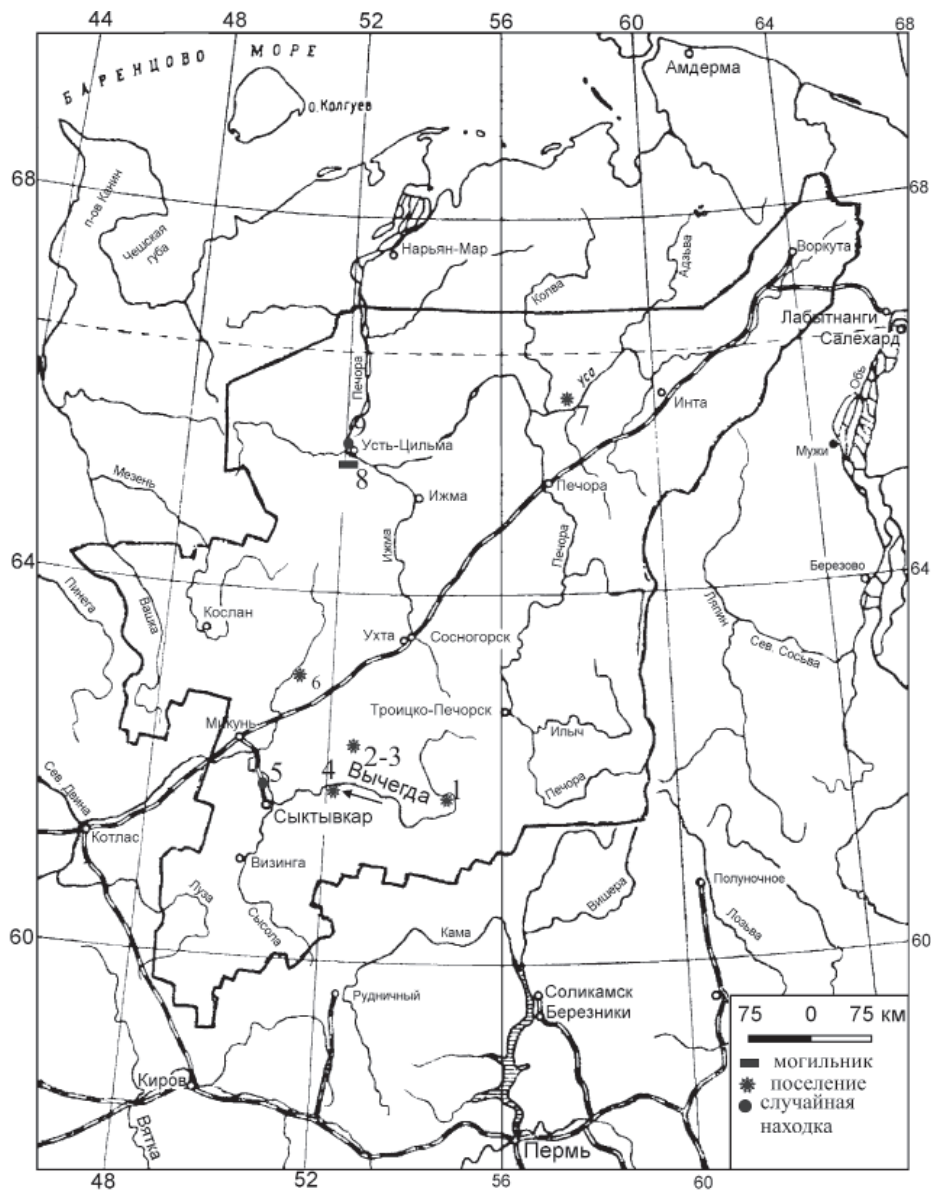 44 48 52 56 60 64 68
БАРЕНЦОВО МОРЕ
о. Колгуев
Амдерма
68
68
п-ов Канин
Чешская
губа
Нарьян-Мар
Колва
Адзьва
Воркута
Лабытнанги
Салехард
Печора
Уса
Инта
Обь
Усть-Цильма
8
Мужи
Мезень
Ижма
Печора
Ижма
Печора
64
64
Березово
Пинега
Вашка
Кослан
Ухта
Сосногорск
Ляпин
Сев. Сосьва
6
Троицко-Печорск
Илыч
Микунь
2-3
Вычегда
Печора
5
4
1
Сев. Двина
Сыктывкар
Котлас
Визинга
Луза
Сысола
Вишера
Полуночное
Лозьва
60
60
Кама
Рудничный
Соликамск
Березники
75 0 75 км
могильник
поселение
случайная
находка
Киров
Вятка
Пермь
48 52 56 60